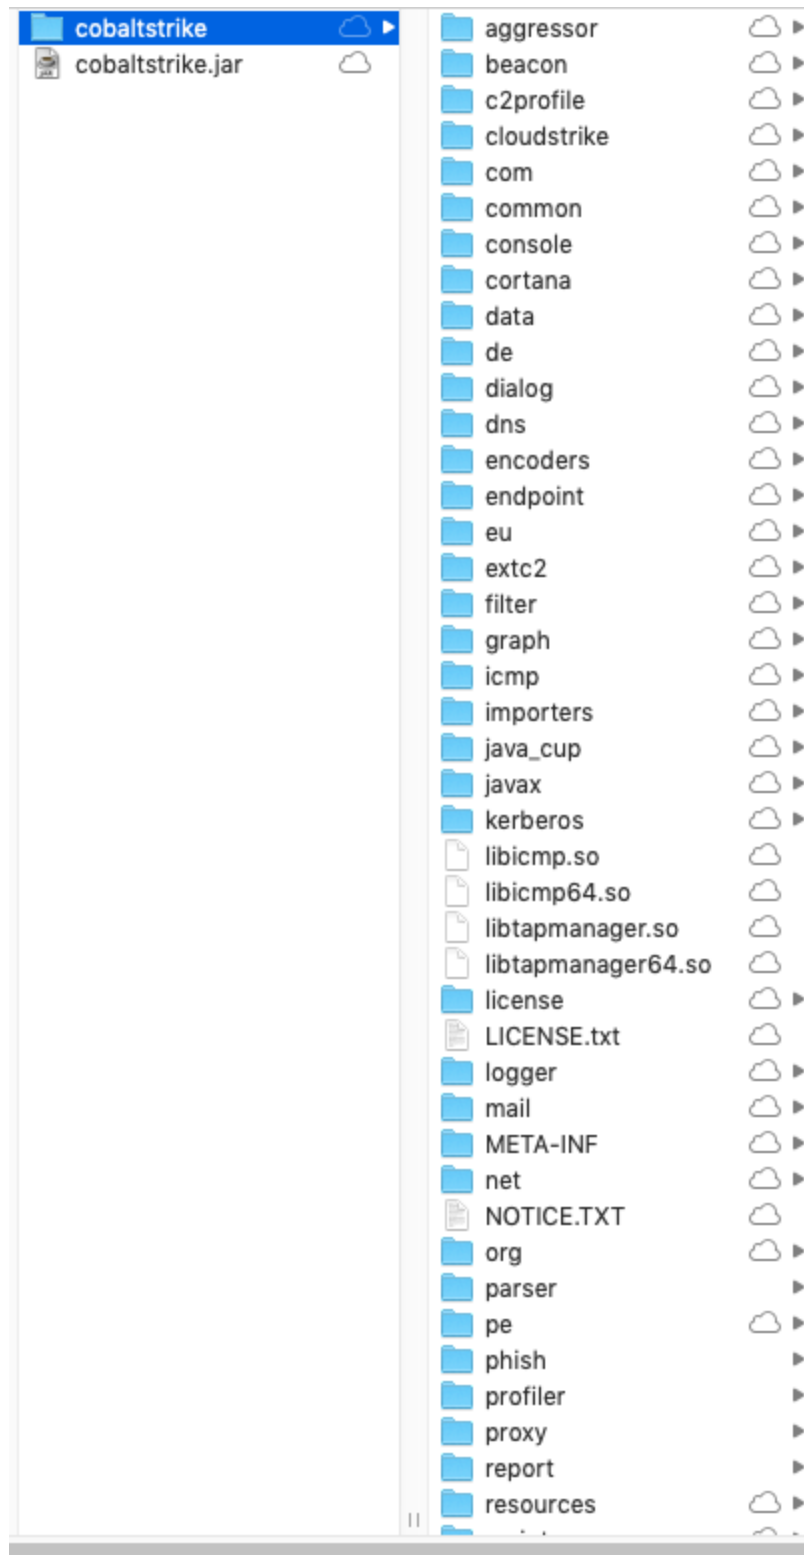 cobaltstrike
cobaltstrike.jar
aggressor
beacon
c2profile
cloudstrike
com
common
console
cortana
data
de
dialog
dns
encoders
endpoint
eu
extc2
filter
graph
icmp
importers
java_cup
javax
kerberos
libicmp.so
libicmp64.so
libtapmanager.so
libtapmanager64.so
license
LICENSE.txt
logger
mail
META-INF
net
NOTICE.TXT
org
parser
pe
phish
profiler
proxy
report
resources